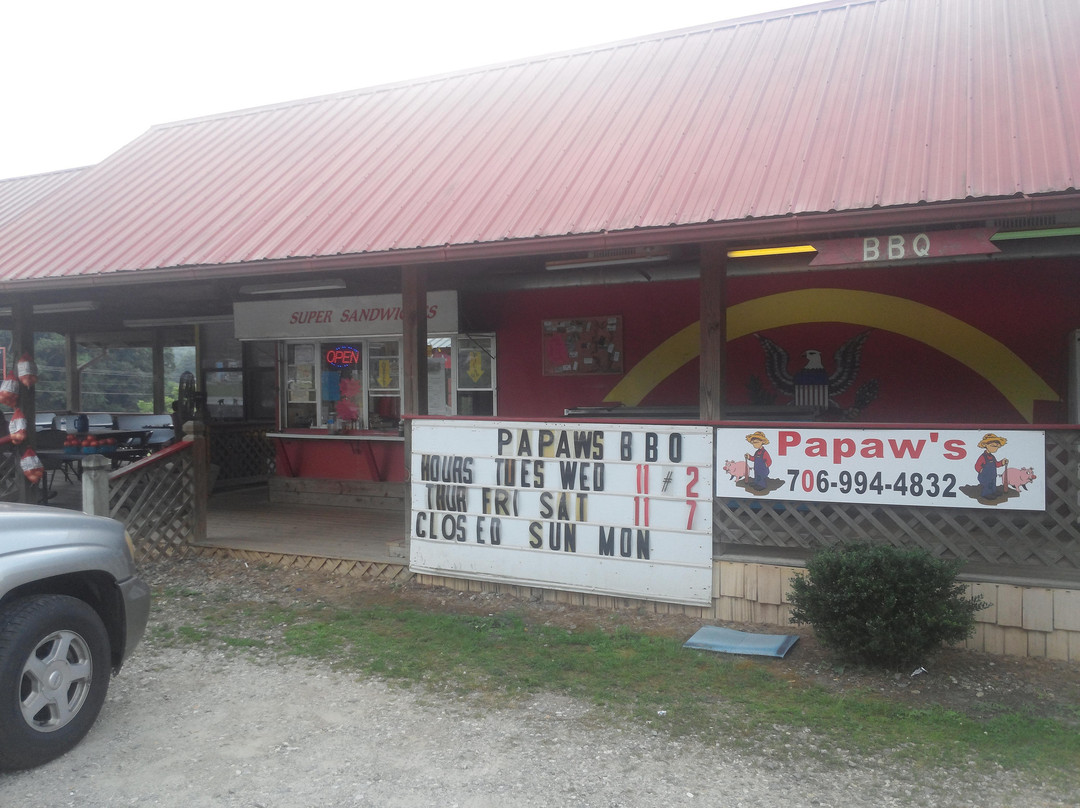 BBQ
SUPER SANDWICHES
OPEN
PAPAWS BBQ
HOURS TUES WED 11 # 2
THUR FRI SAT 11 7
CLOSED SUN MON
Papaw's
706-994-4832